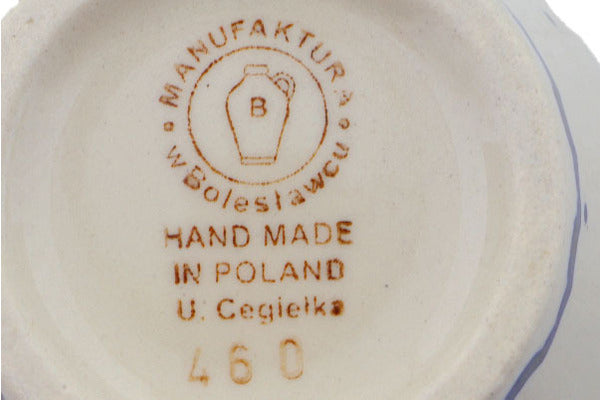 MANUFAKTURA
B
w Bolesławcu
HAND MADE
IN POLAND
U. Cegiełka
460